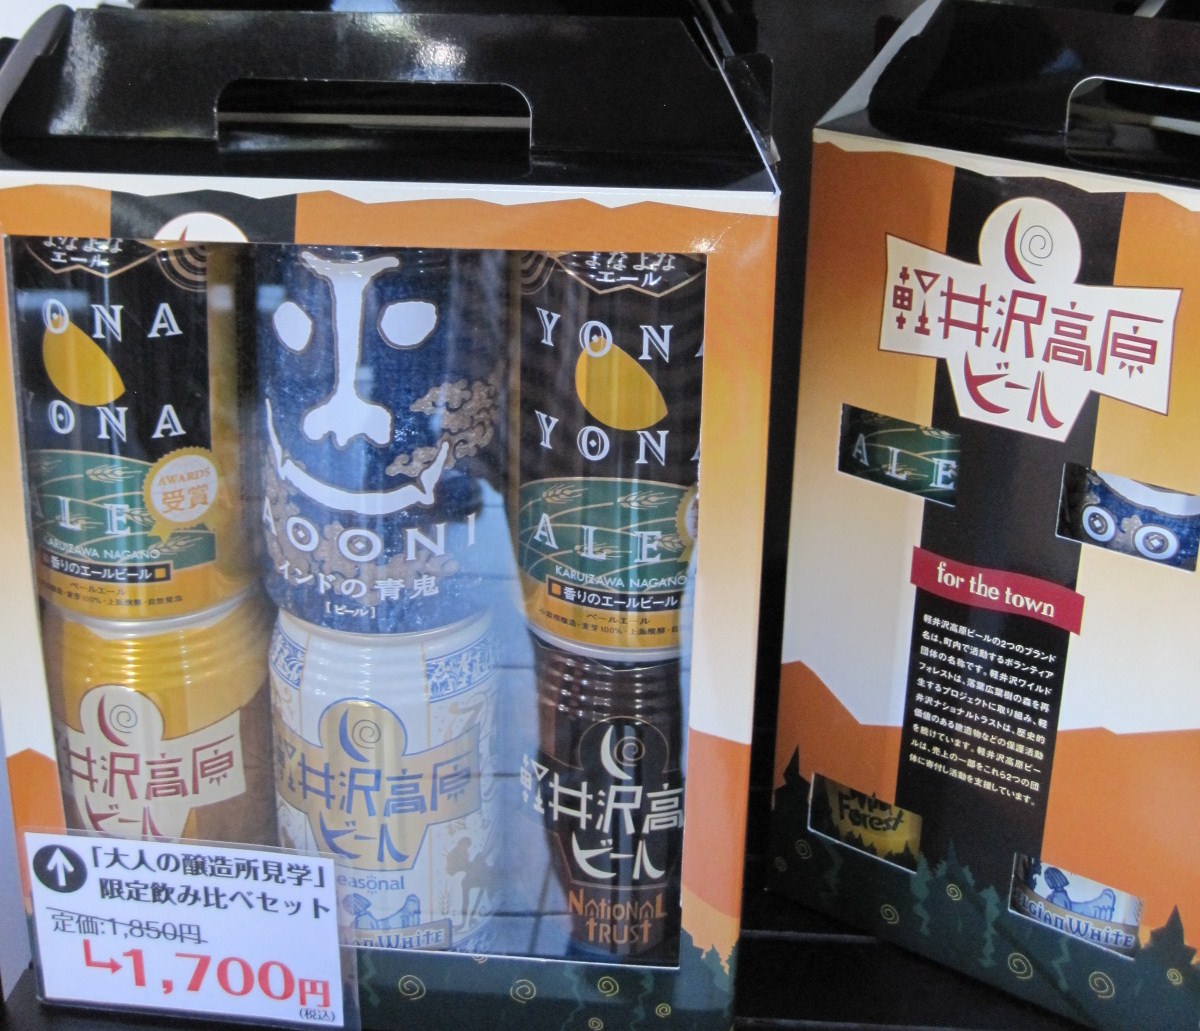 よなよな
エール
YONA
YONA
ALE
AWARDS
受賞
KARUIZAWA NAGANO
香りのエールビール
ペールエール
AOONI
インドの青鬼
[ビール]
よなよな
エール
YONA
YONA
ALE
KARUIZAWA NAGANO
香りのエールビール
ペールエール
井沢高原
ビール
軽井沢高原
ビール
Seasonal
Belgian White
軽井沢高
ビール
NATIONAL
TRUST
「大人の醸造所見学」
限定飲み比べセット
定価:1,850円
1,700円
(税込)
軽井沢高原
ビール
ALE
OO
for the town
軽井沢高原ビールの2つのブランド
名は、町内で活動するボランティア
団体の名称です。軽井沢ワイルド
フォレストは、落葉広葉樹の森を再
生するプロジェクトに取り組み、軽
井沢ナショナルトラストは、歴史的
価値のある建造物などの保護活動
を続けています。軽井沢高原ビー
ルは、売上の一部をこれら2つの団
体に寄付し活動を支援しています。
Wild
Forest
Belgian White